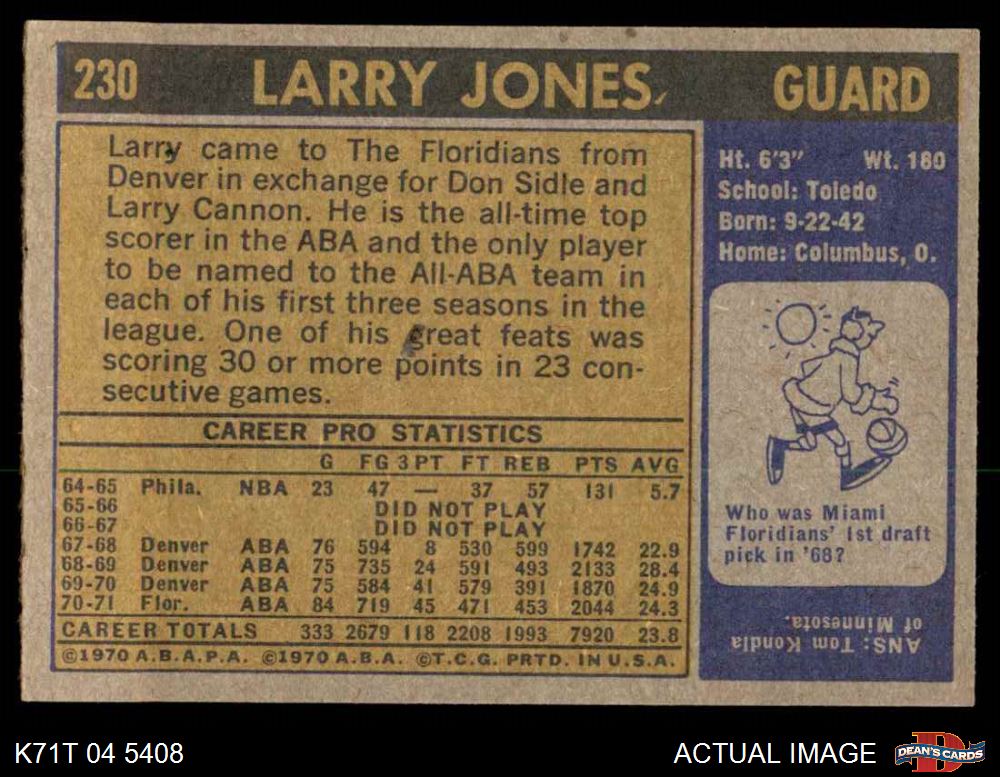 230 LARRY JONES GUARD
Larry came to The Floridians from
Denver in exchange for Don Sidle and
Larry Cannon. He is the all-time top
scorer in the ABA and the only player
to be named to the All-ABA team in
each of his first three seasons in the
league. One of his great feats was
scoring 30 or more points in 23 con-
secutive games.
CAREER PRO STATISTICS
G FG 3 PT FT REB PTS AVG
64-65 Phila. NBA 23 47 — 37 57 131 5.7
65-66 DID NOT PLAY
66-67 DID NOT PLAY
67-68 Denver ABA 76 594 8 530 599 1742 22.9
68-69 Denver ABA 75 735 24 591 493 2133 28.4
69-70 Denver ABA 75 584 41 579 391 1870 24.9
70-71 Flor. ABA 84 719 45 471 453 2044 24.3
CAREER TOTALS 333 2679 118 2208 1993 7920 23.8
©1970 A.B.A.P.A. ©1970 A.B.A. ©T.C.G. PRTD. IN U.S.A.
Ht. 6'3" Wt. 180
School: Toledo
Born: 9-22-42
Home: Columbus, O.
Who was Miami
Floridians' 1st draft
pick in '68?
ANS: Tom Kondla
of Minnesota.
K71T 04 5408
ACTUAL IMAGE
DEAN'S CARDS